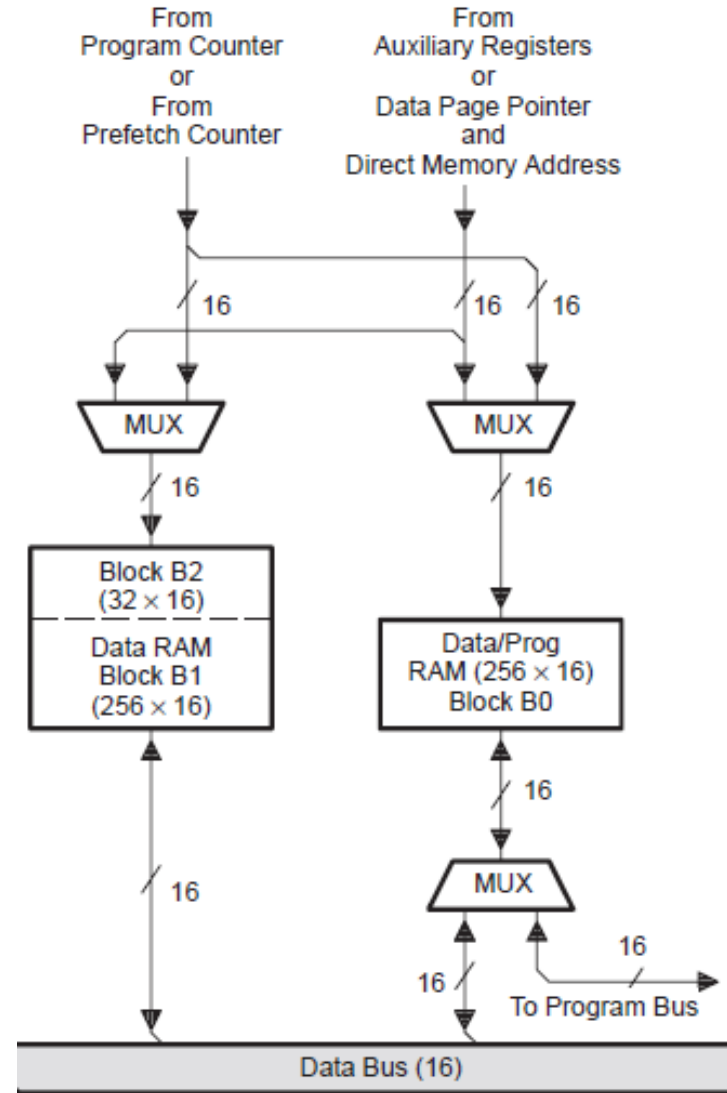 From
Program Counter
or
From
Prefetch Counter
From
Auxiliary Registers
or
Data Page Pointer
and
Direct Memory Address
16
16
16
MUX
MUX
16
16
Block B2
(32 × 16)
Data RAM
Block B1
(256 × 16)
Data/Prog
RAM (256 × 16)
Block B0
16
MUX
16
16
16
To Program Bus
Data Bus (16)